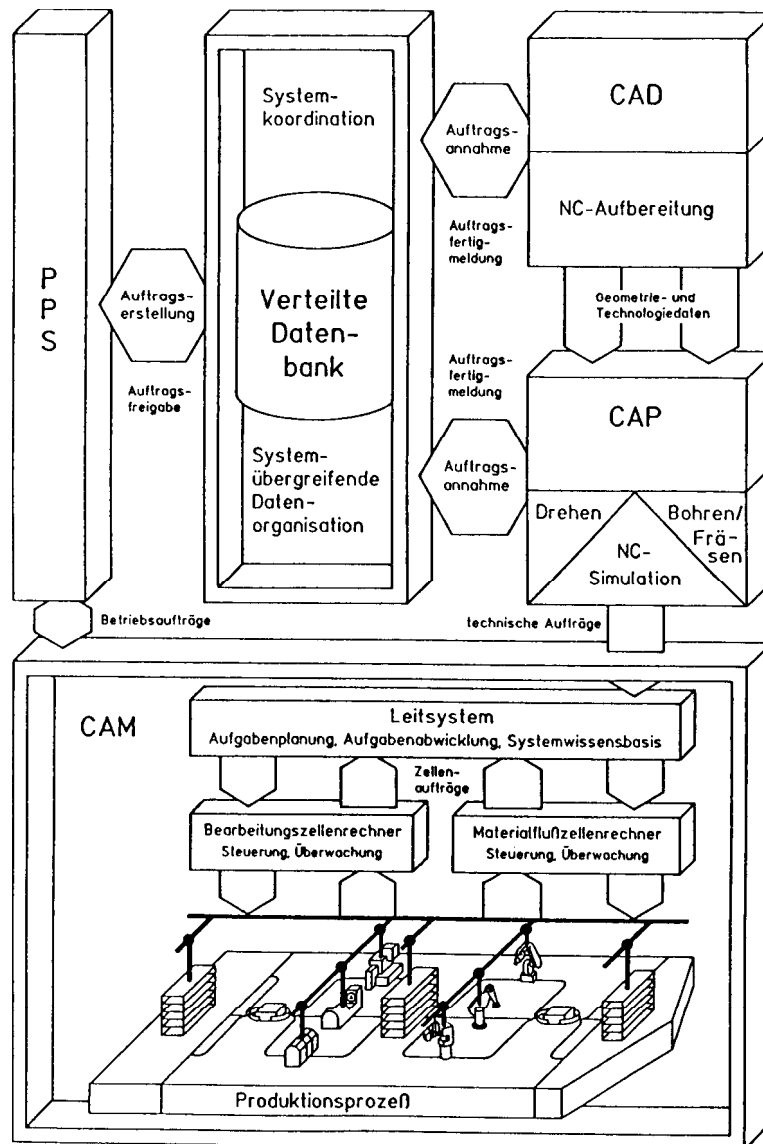 P
P
S
Auftrags-
erstellung
Auftrags-
freigabe
System-
koordination
Verteilte
Daten-
bank
System-
übergreifende
Daten-
organisation
Auftrags-
annahme
Auftrags-
fertig-
meldung
Auftrags-
fertig-
meldung
Auftrags-
annahme
CAD
NC-Aufbereitung
Geometrie- und
Technologiedaten
CAP
Drehen
Bohren/
Frä-
sen
NC-
Simulation
Betriebsaufträge
technische Aufträge
CAM
Leitsystem
Aufgabenplanung, Aufgabenabwicklung, Systemwissensbasis
Zellen-
aufträge
Bearbeitungszellenrechner
Steuerung, Überwachung
Materialflußzellenrechner
Steuerung, Überwachung
Produktionsprozeß